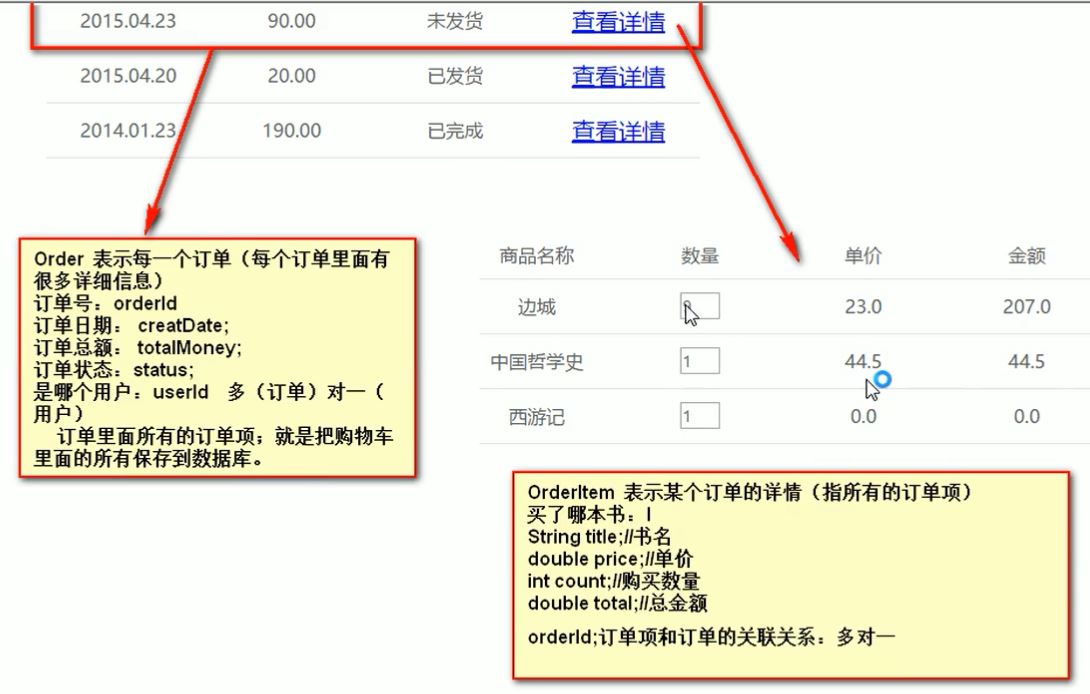 2015.04.23 90.00 未发货 查看详情
2015.04.20 20.00 已发货 查看详情
2014.01.23 190.00 已完成 查看详情
Order 表示每一个订单（每个订单里面有
很多详细信息）
订单号：orderId
订单日期： creatDate;
订单总额： totalMoney;
订单状态：status;
是哪个用户：userId 多（订单）对一（
用户）
订单里面所有的订单项；就是把购物车
里面的所有保存到数据库。
商品名称 数量 单价 金额
边城 23.0 207.0
中国哲学史 1 44.5 44.5
西游记 1 0.0 0.0
OrderItem 表示某个订单的详情（指所有的订单项）
买了哪本书：
String title;//书名
double price;//单价
int count;//购买数量
double total;//总金额
orderId;订单项和订单的关联关系：多对一